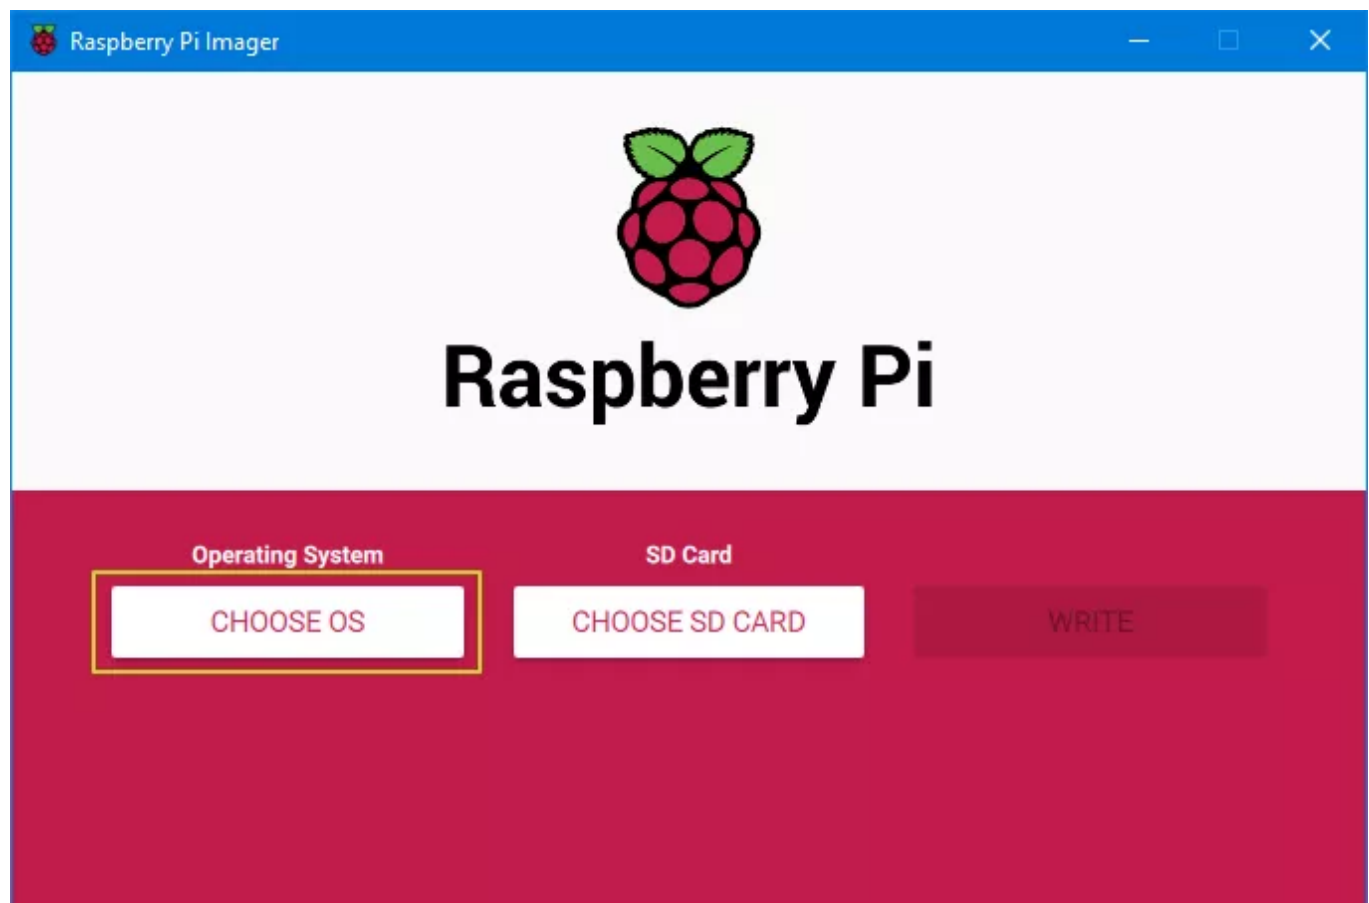 Raspberry Pi Imager
Raspberry Pi
Operating System
SD Card
CHOOSE OS
CHOOSE SD CARD
WRITE